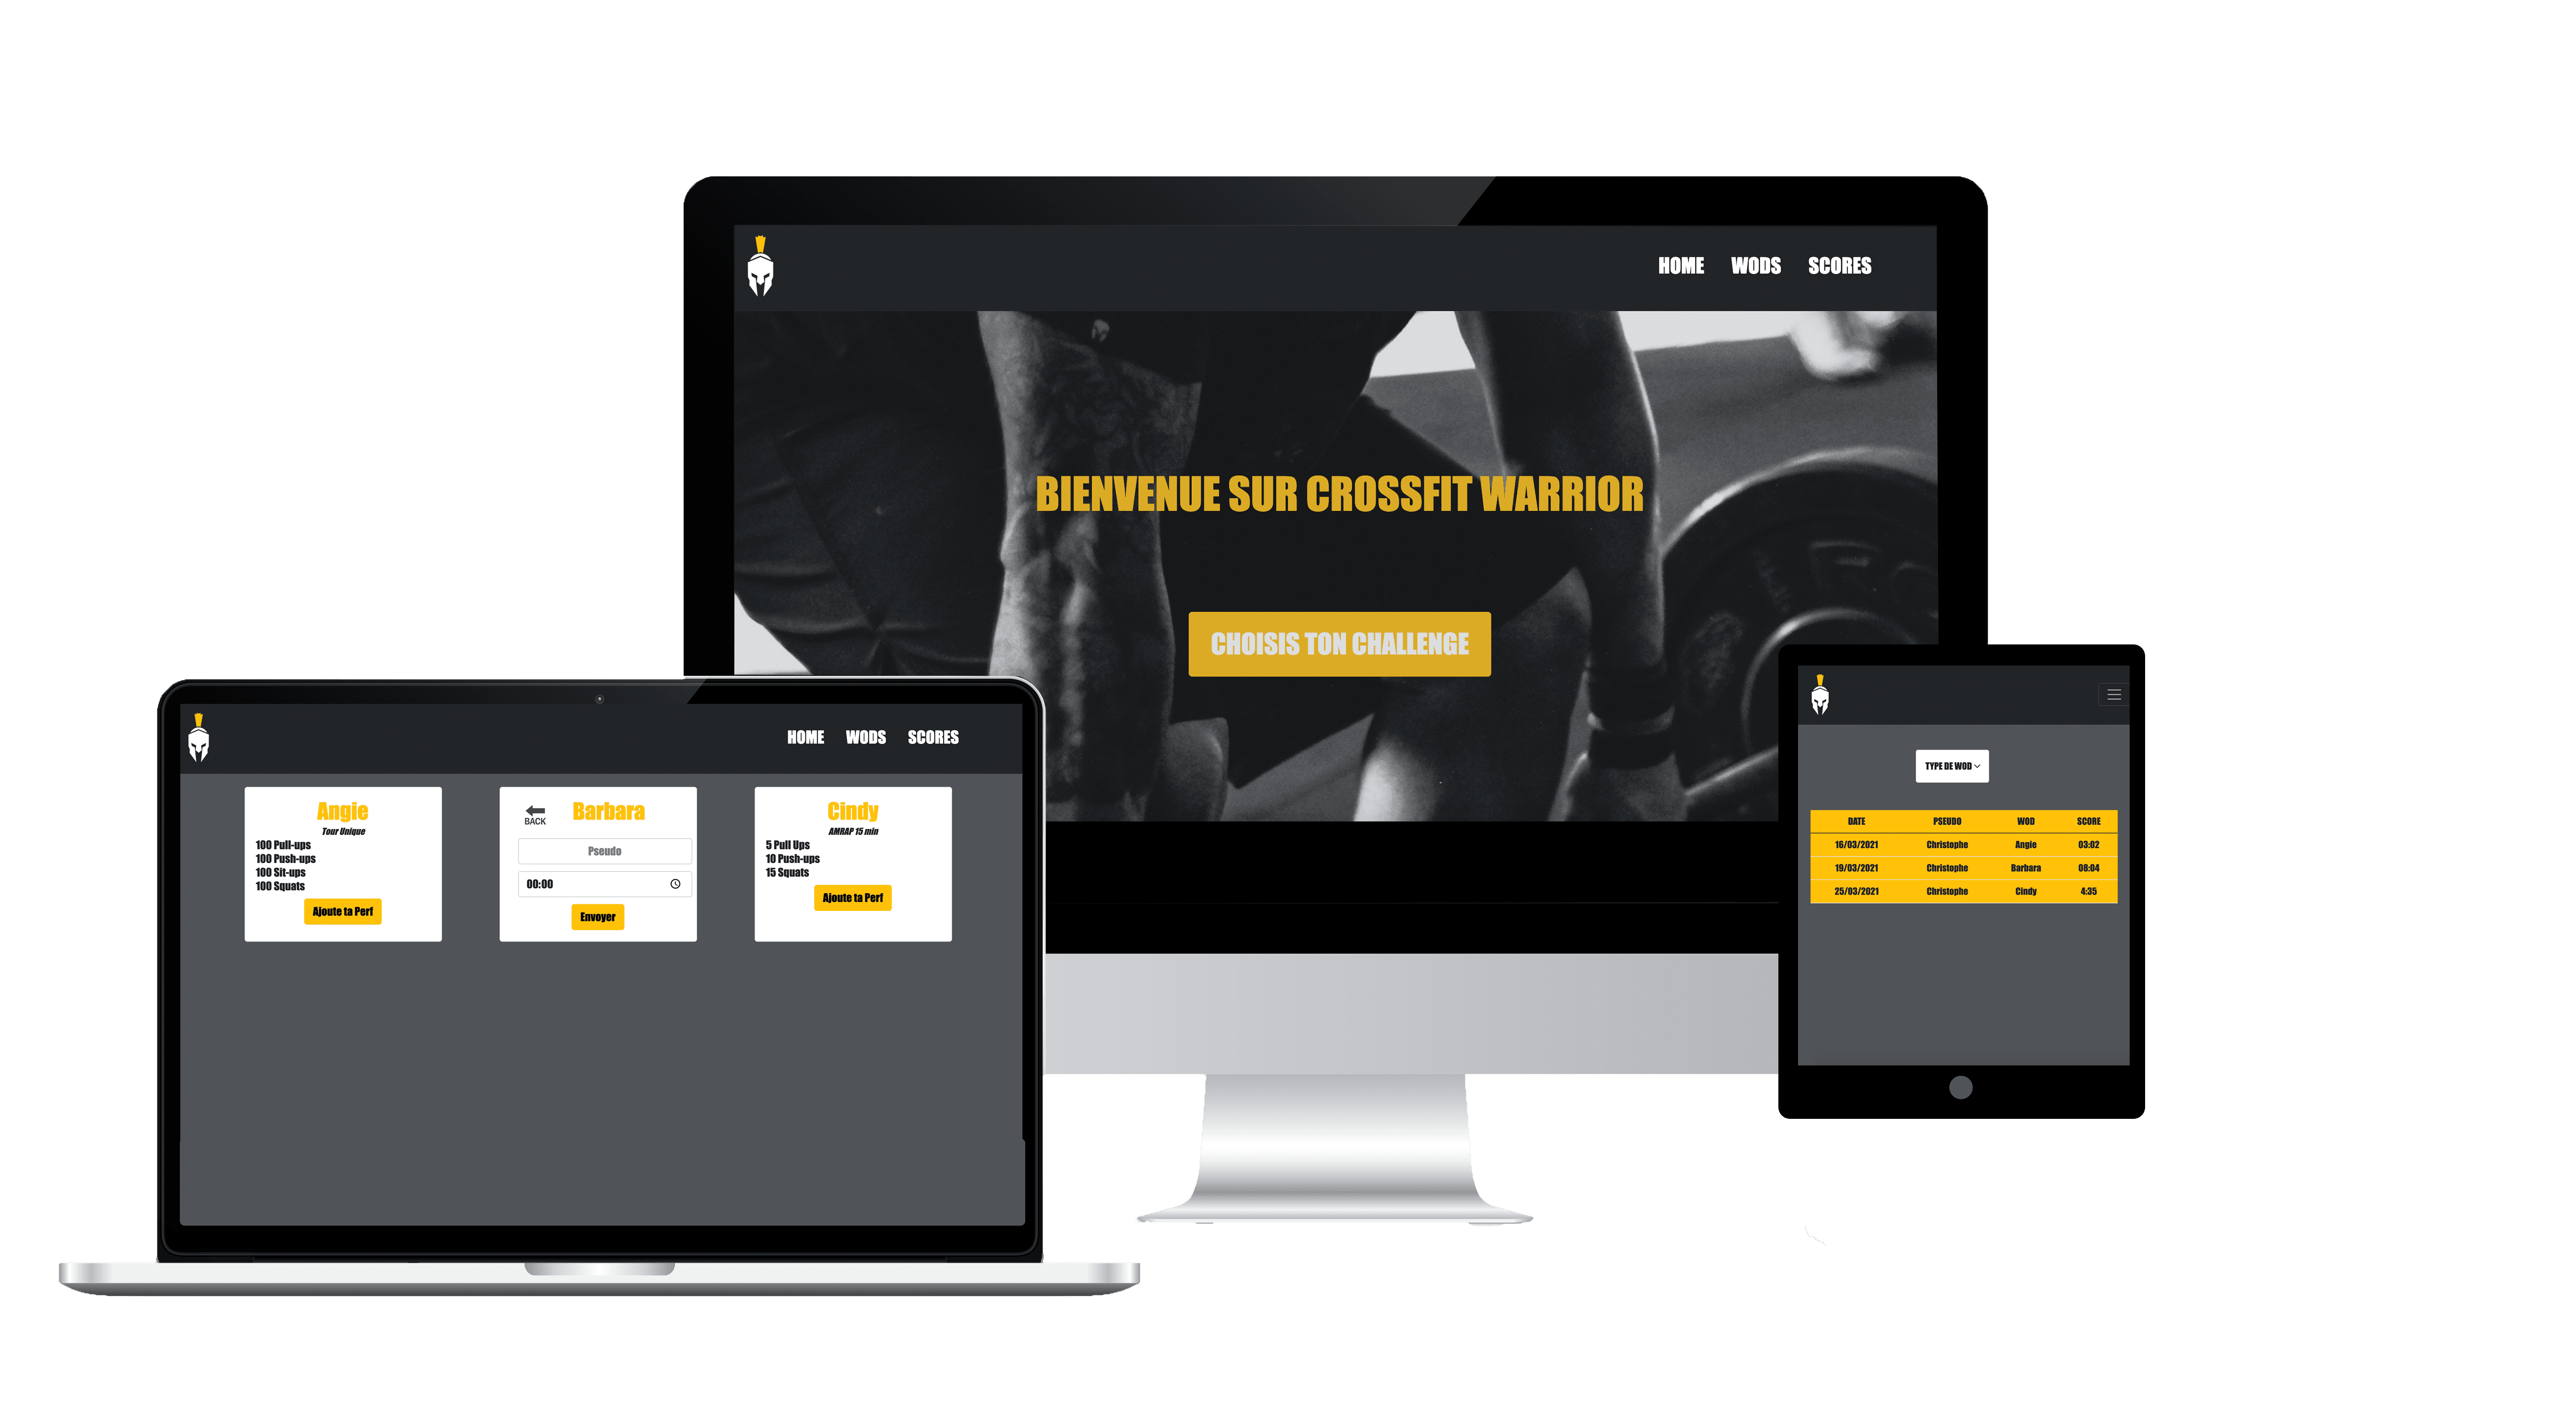 HOME WODS SCORES
BIENVENUE SUR CROSSFIT WARRIOR
CHOISIS TON CHALLENGE
HOME WODS SCORES
Angie
Tour Unique
100 Pull-ups
100 Push-ups
100 Sit-ups
100 Squats
Ajoute ta Perf
BACK
Barbara
Pseudo
00:00
Envoyer
Cindy
AMRAP 15 min
5 Pull Ups
10 Push-ups
15 Squats
Ajoute ta Perf
TYPE DE WOD
DATE PSEUDO WOD SCORE
16/03/2021 Christophe Angie 03:02
19/03/2021 Christophe Barbara 08:04
25/03/2021 Christophe Cindy 4:35